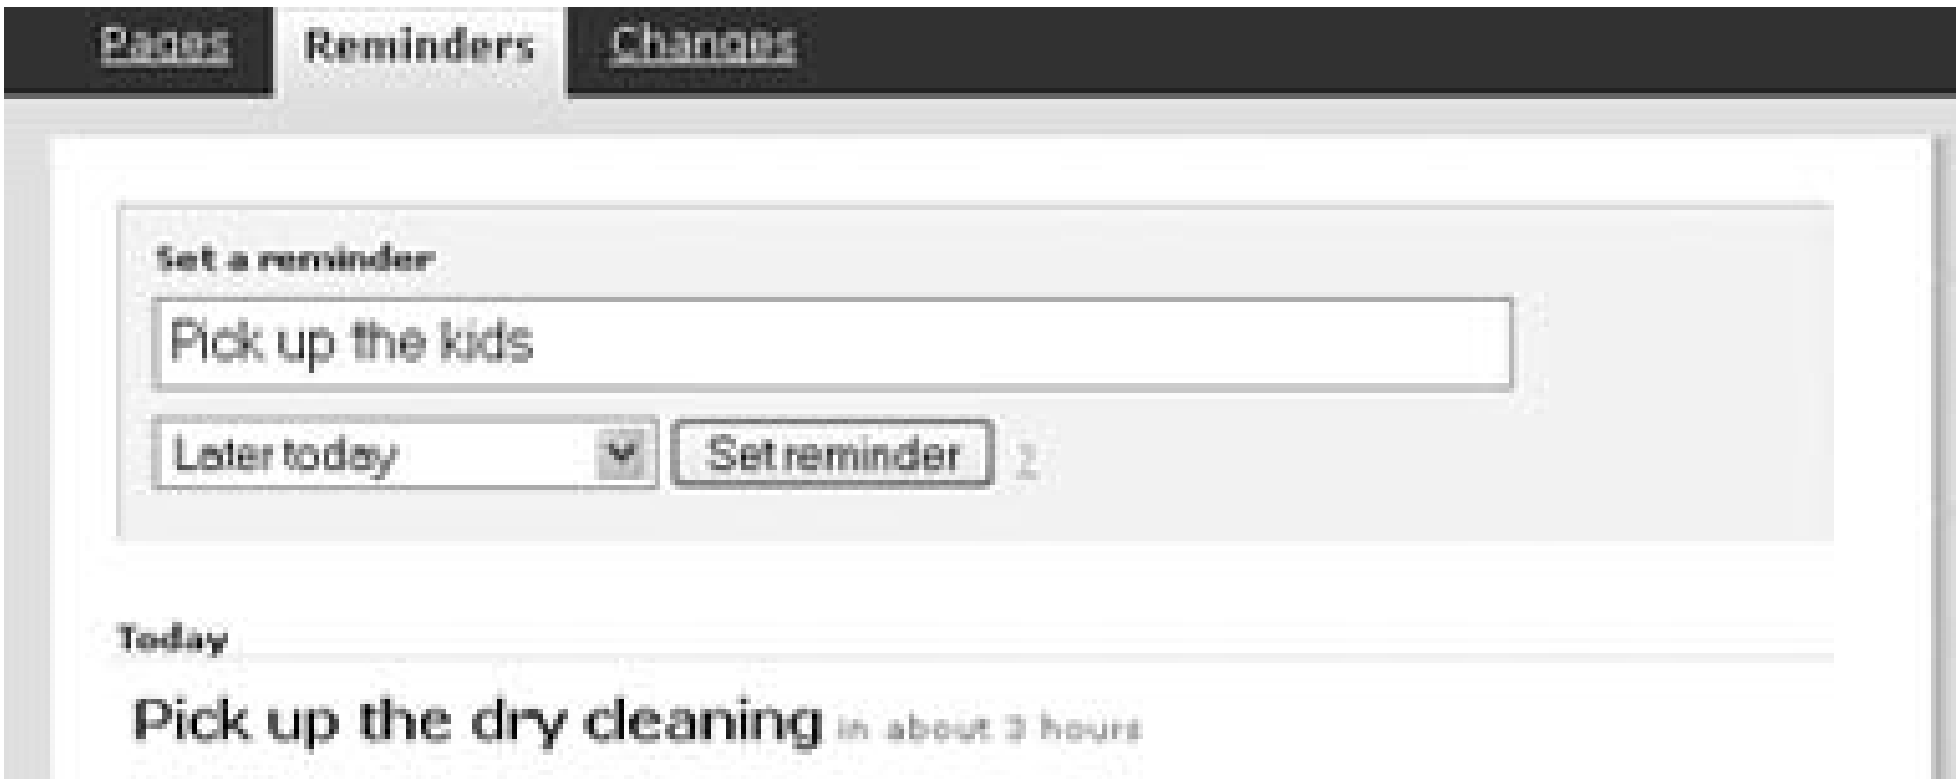 Pages Reminders Changes
Set a reminder
Pick up the kids
Later today Set reminder ?
Today
Pick up the dry cleaning in about 3 hours